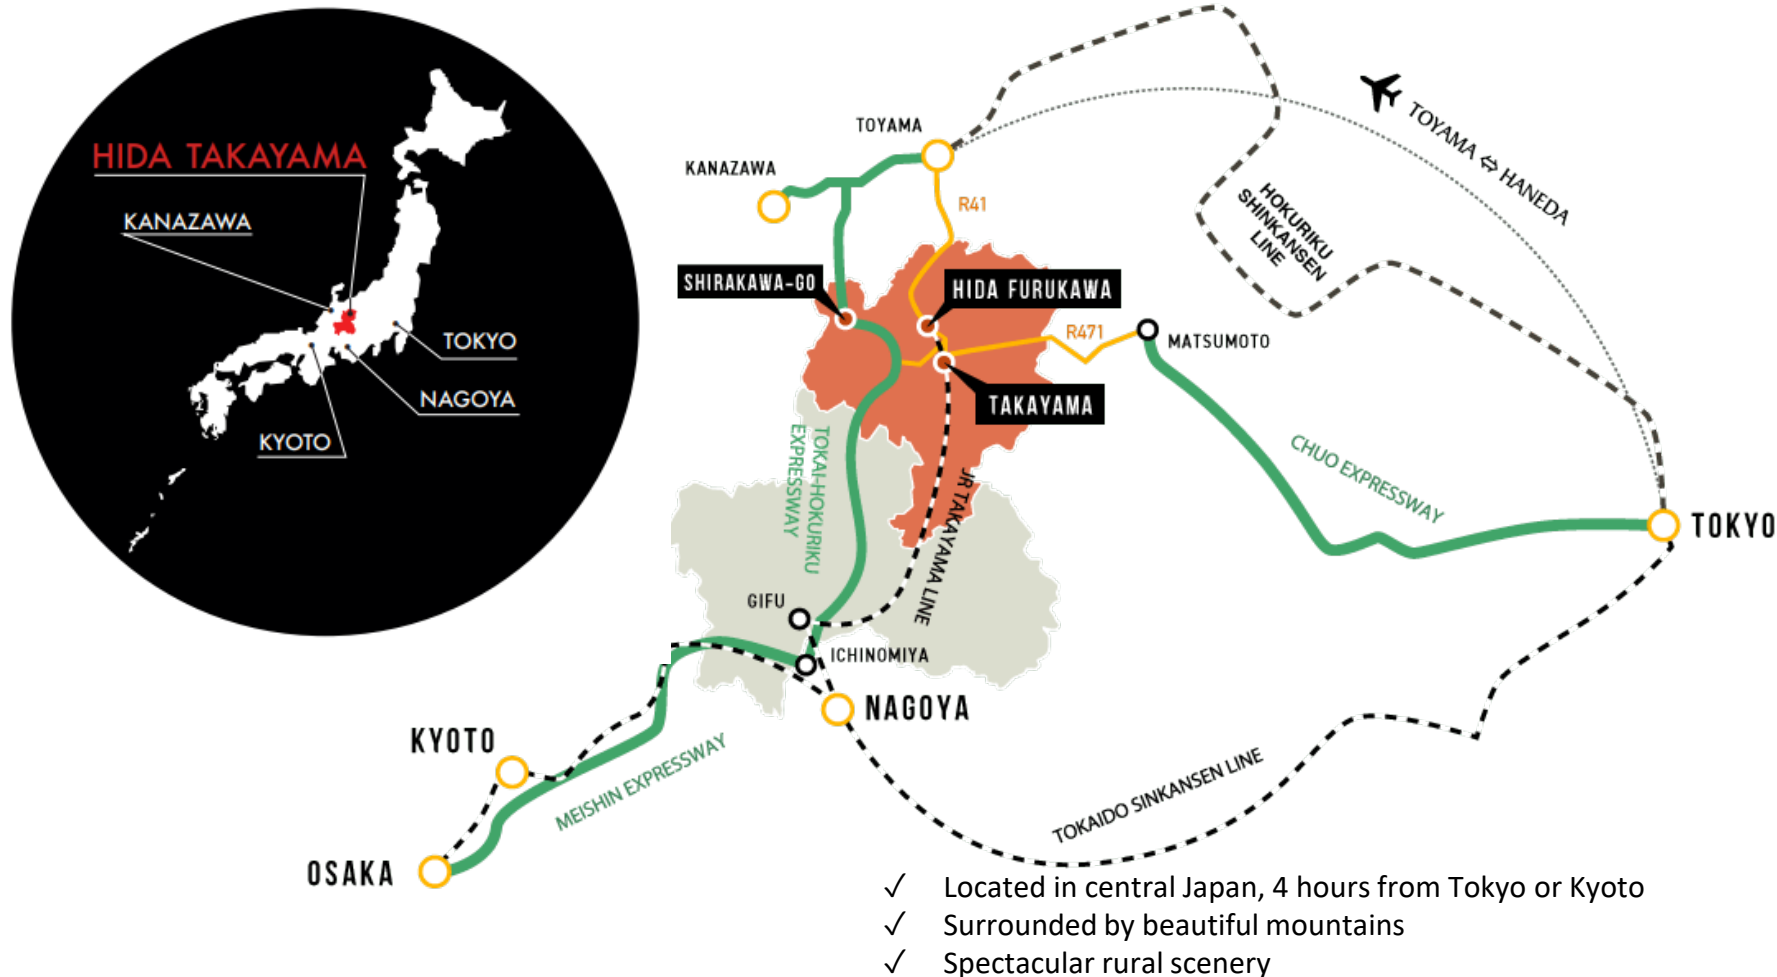 HIDA TAKAYAMA
KANAZAWA
TOKYO
NAGOYA
KYOTO
TOYAMA
KANAZAWA
R41
TOYAMA ⇔ HANEDA
HOKURIKU
SHINKANSEN
LINE
SHIRAKAWA-GO
HIDA FURUKAWA
R471
MATSUMOTO
TAKAYAMA
TOKAI-HOKURIKU
EXPRESSWAY
JR TAKAYAMA LINE
CHUO EXPRESSWAY
TOKYO
GIFU
ICHINOMIYA
NAGOYA
KYOTO
MEISHIN EXPRESSWAY
TOKAIDO SINKANSEN LINE
OSAKA
✓ Located in central Japan, 4 hours from Tokyo or Kyoto
✓ Surrounded by beautiful mountains
✓ Spectacular rural scenery